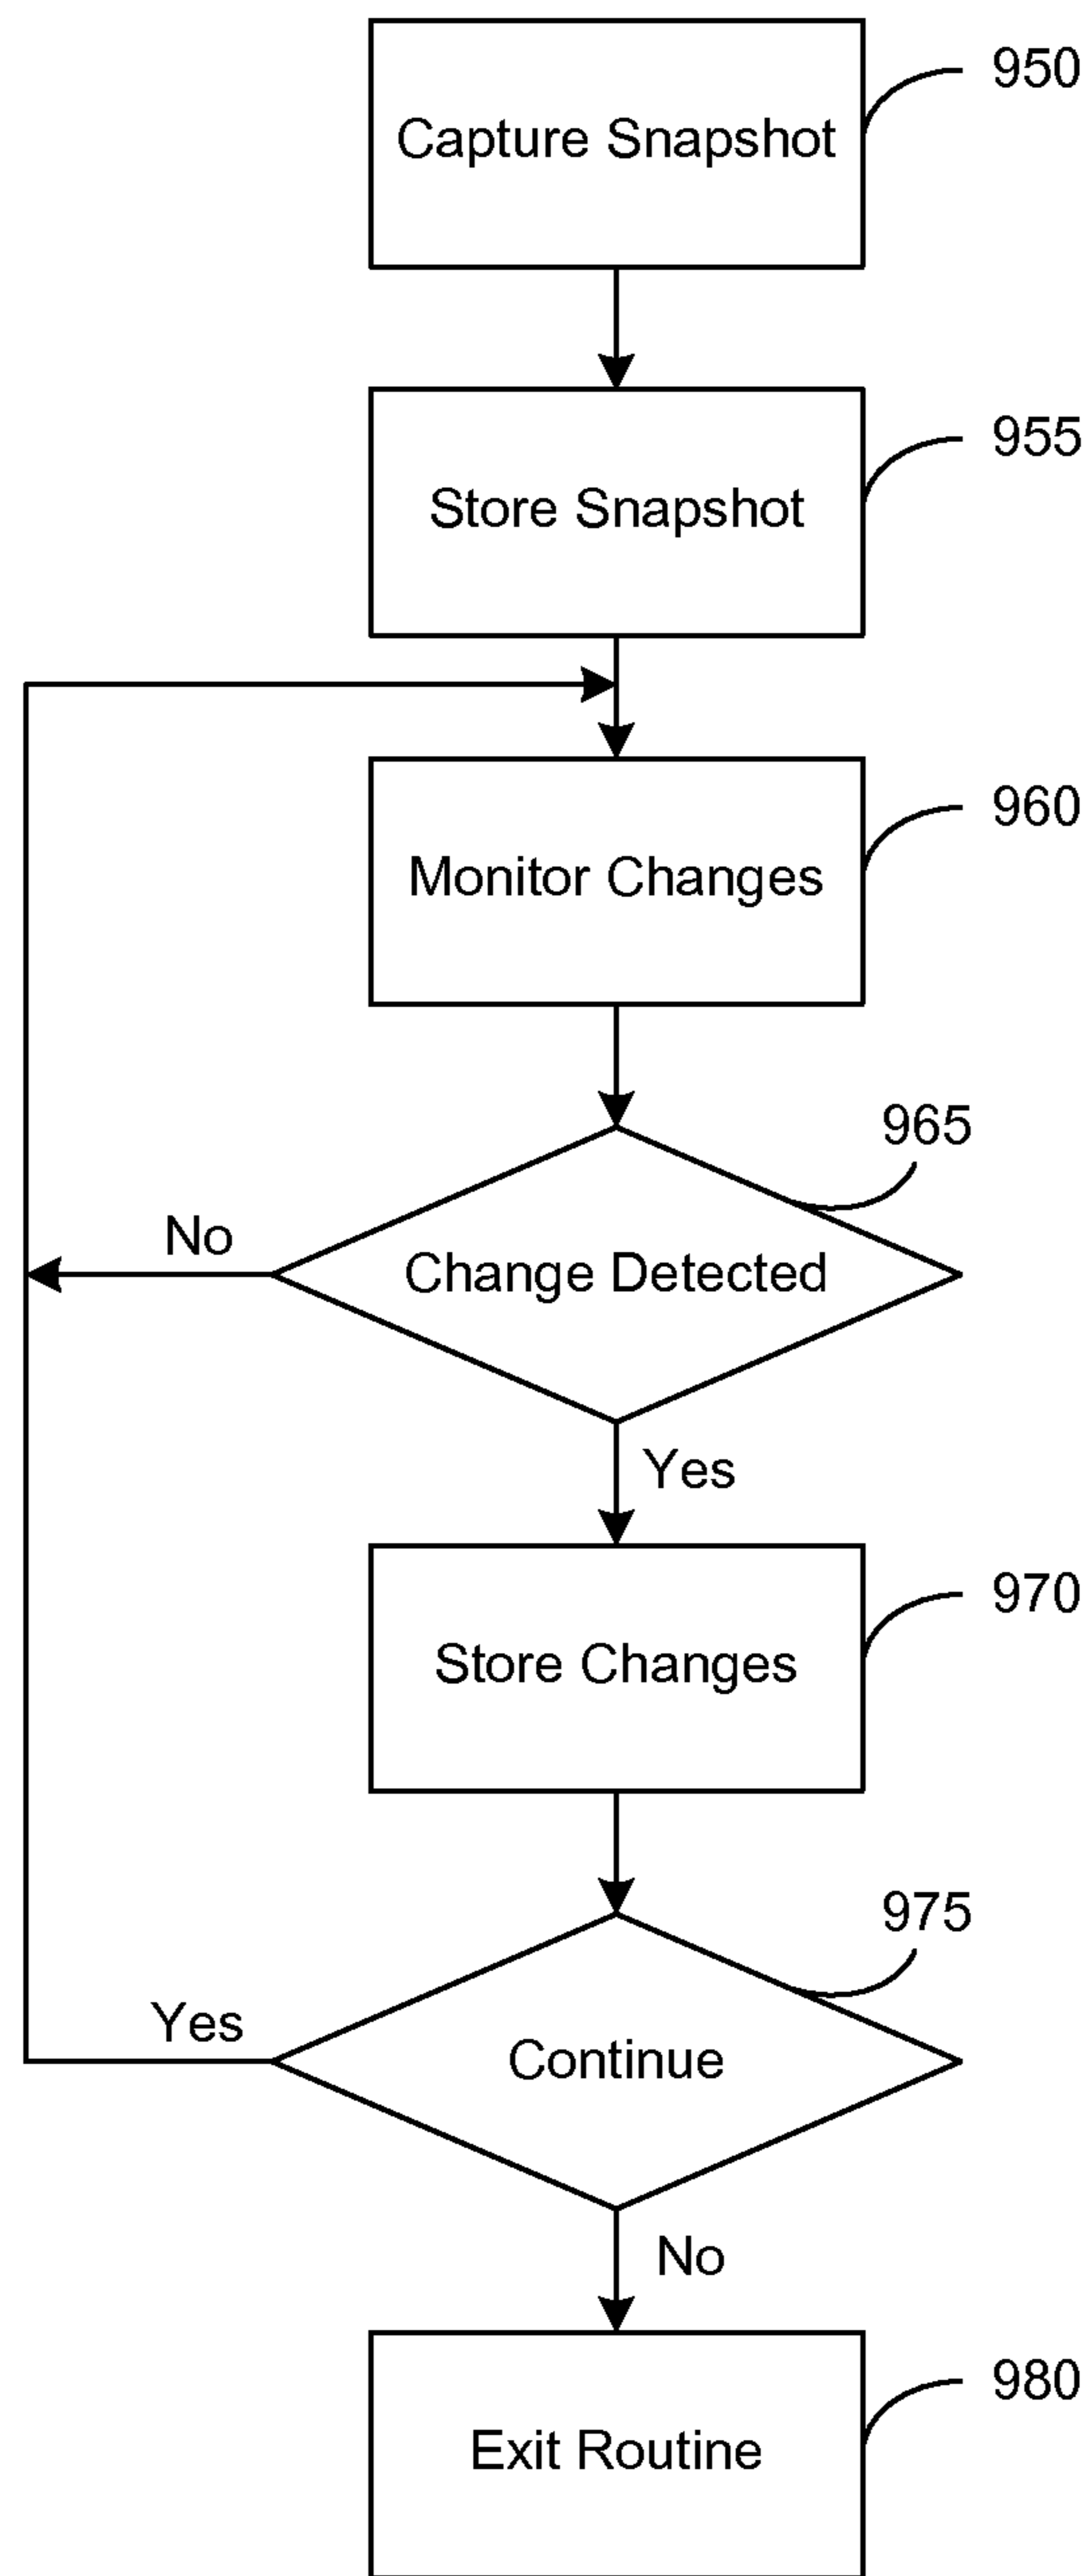 950
Capture Snapshot
955
Store Snapshot
960
Monitor Changes
965
No
Change Detected
Yes
970
Store Changes
975
Yes
Continue
No
980
Exit Routine